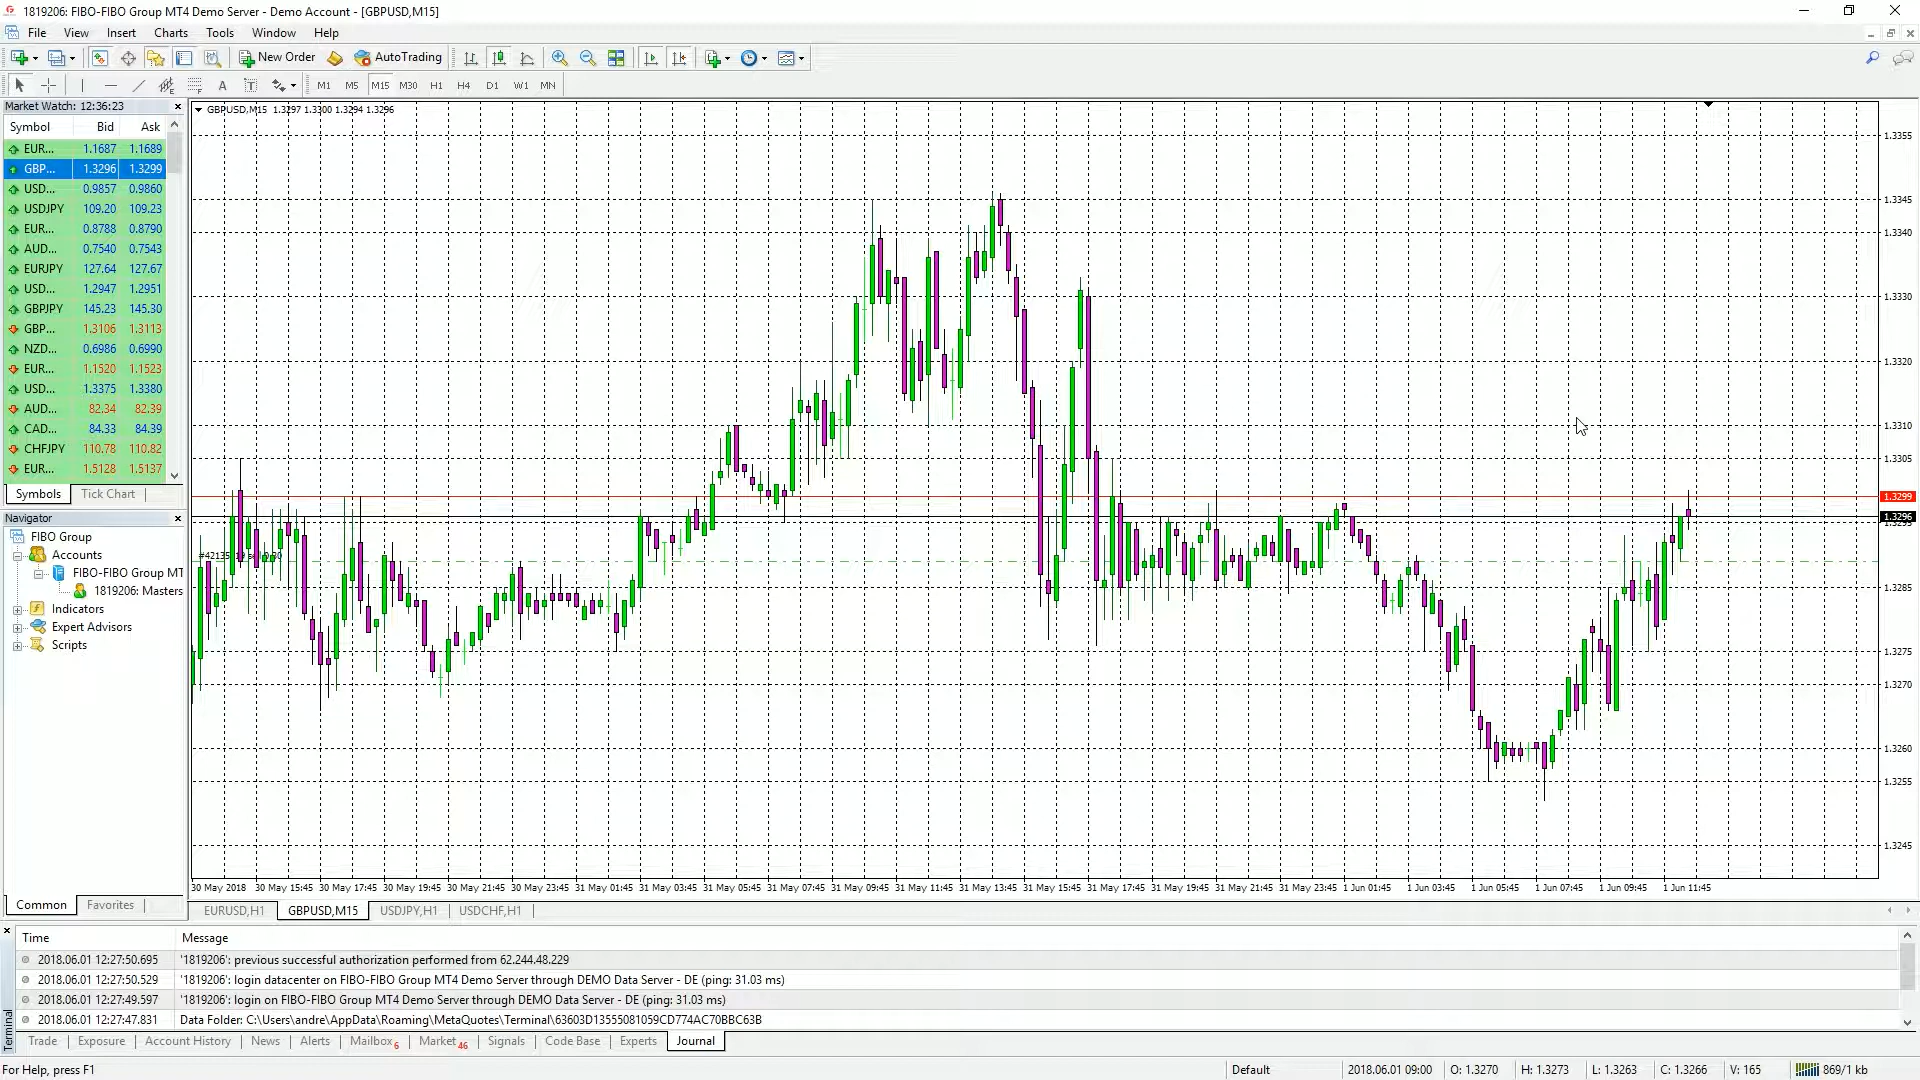 1819206: FIBO-FIBO Group MT4 Demo Server - Demo Account - [GBPUSD,M15]
File View Insert Charts Tools Window Help
New Order AutoTrading
A T M1 M5 M15 M30 H1 H4 D1 W1 MN
Market Watch: 12:36:23
Symbol Bid Ask
EUR... 1.1687 1.1689
GBP... 1.3296 1.3299
USD... 0.9857 0.9860
USDJPY 109.20 109.23
EUR... 0.8788 0.8790
AUD... 0.7540 0.7543
EURJPY 127.64 127.67
USD... 1.2947 1.2951
GBPJPY 145.23 145.30
GBP... 1.3106 1.3113
NZD... 0.6986 0.6990
EUR... 1.1520 1.1523
USD... 1.3375 1.3380
AUD... 82.34 82.39
CAD... 84.33 84.39
CHFJPY 110.78 110.82
EUR... 1.5128 1.5137
Symbols Tick Chart
Navigator
FIBO Group
Accounts
FIBO-FIBO Group MT
1819206: Masters
Indicators
Expert Advisors
Scripts
Common Favorites
GBPUSD,M15 1.3297 1.3300 1.3294 1.3296
1.3355
1.3345
1.3340
1.3330
1.3320
1.3310
1.3305
1.3299
1.3296
1.3285
1.3275
1.3270
1.3260
1.3255
1.3245
30 May 2018 30 May 15:45 30 May 17:45 30 May 19:45 30 May 21:45 30 May 23:45 31 May 01:45 31 May 03:45 31 May 05:45 31 May 07:45 31 May 09:45 31 May 11:45 31 May 13:45 31 May 15:45 31 May 17:45 31 May 19:45 31 May 21:45 31 May 23:45 1 Jun 01:45 1 Jun 03:45 1 Jun 05:45 1 Jun 07:45 1 Jun 09:45 1 Jun 11:45
EURUSD,H1 GBPUSD,M15 USDJPY,H1 USDCHF,H1
Time Message
2018.06.01 12:27:50.695 '1819206': previous successful authorization performed from 62.244.48.229
2018.06.01 12:27:50.529 '1819206': login datacenter on FIBO-FIBO Group MT4 Demo Server through DEMO Data Server - DE (ping: 31.03 ms)
2018.06.01 12:27:49.597 '1819206': login on FIBO-FIBO Group MT4 Demo Server through DEMO Data Server - DE (ping: 31.03 ms)
2018.06.01 12:27:47.831 Data Folder: C:\Users\andre\AppData\Roaming\MetaQuotes\Terminal\63603D13555081059CD774AC70BBC63B
Terminal
Trade Exposure Account History News Alerts Mailbox 6 Market 46 Signals Code Base Experts Journal
For Help, press F1 Default 2018.06.01 09:00 O: 1.3270 H: 1.3273 L: 1.3263 C: 1.3266 V: 165 869/1 kb